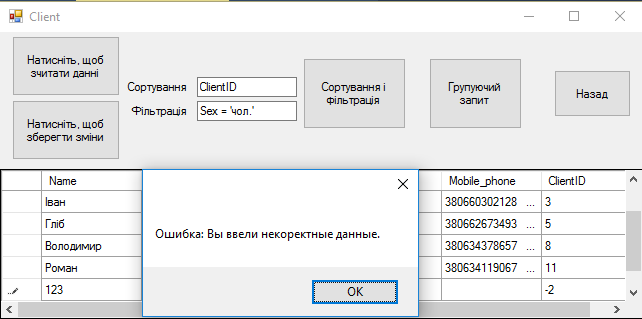 Client
Натисніть, щоб
зчитати данні
Натисніть, щоб
зберегти зміни
Сортування
ClientID
Фільтрація
Sex = 'чол.'
Сортування і
фільтрація
Групуючий
запит
Назад
Name Mobile_phone ClientID
Іван 380660302128 ... 3
Гліб 380662673493 ... 5
Володимир 380634378657 ... 8
Роман 380634119067 ... 11
123 -2
Ошибка: Вы ввели некоректные данные.
OK